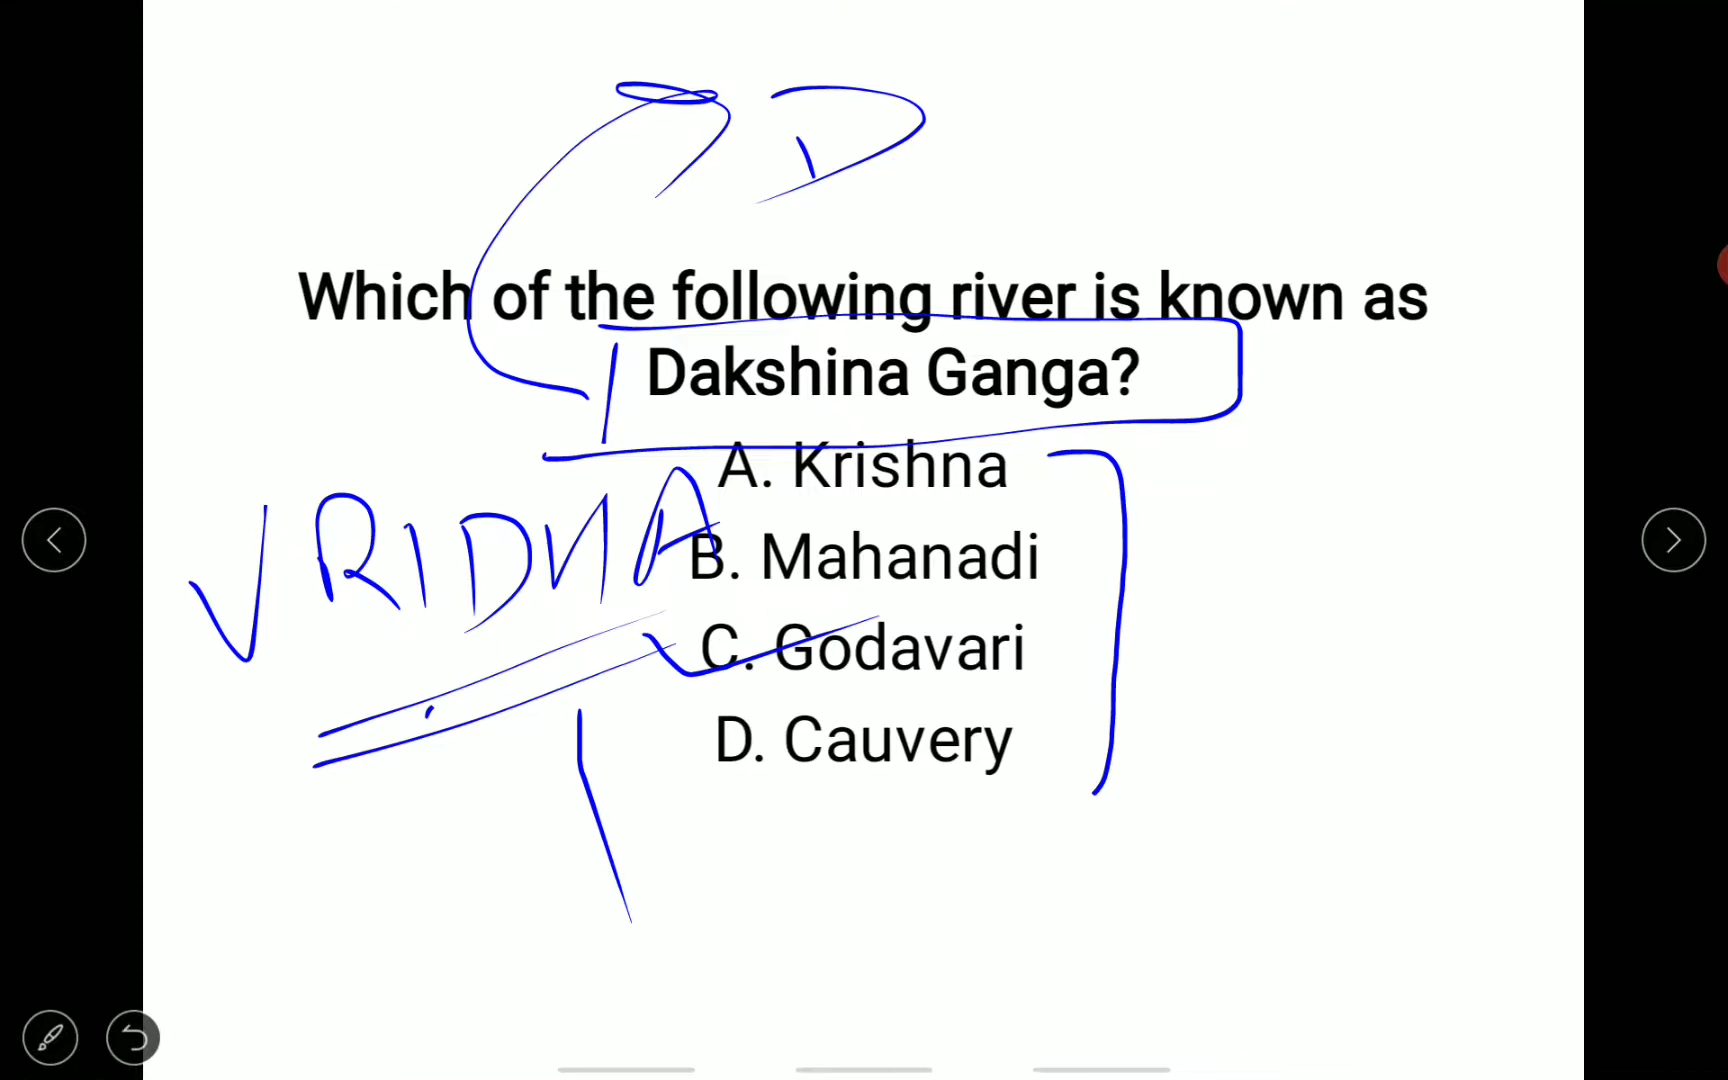 D
Which of the following river is known as
Dakshina Ganga?
A. Krishna
VRIDHA
B. Mahanadi
C. Godavari
D. Cauvery